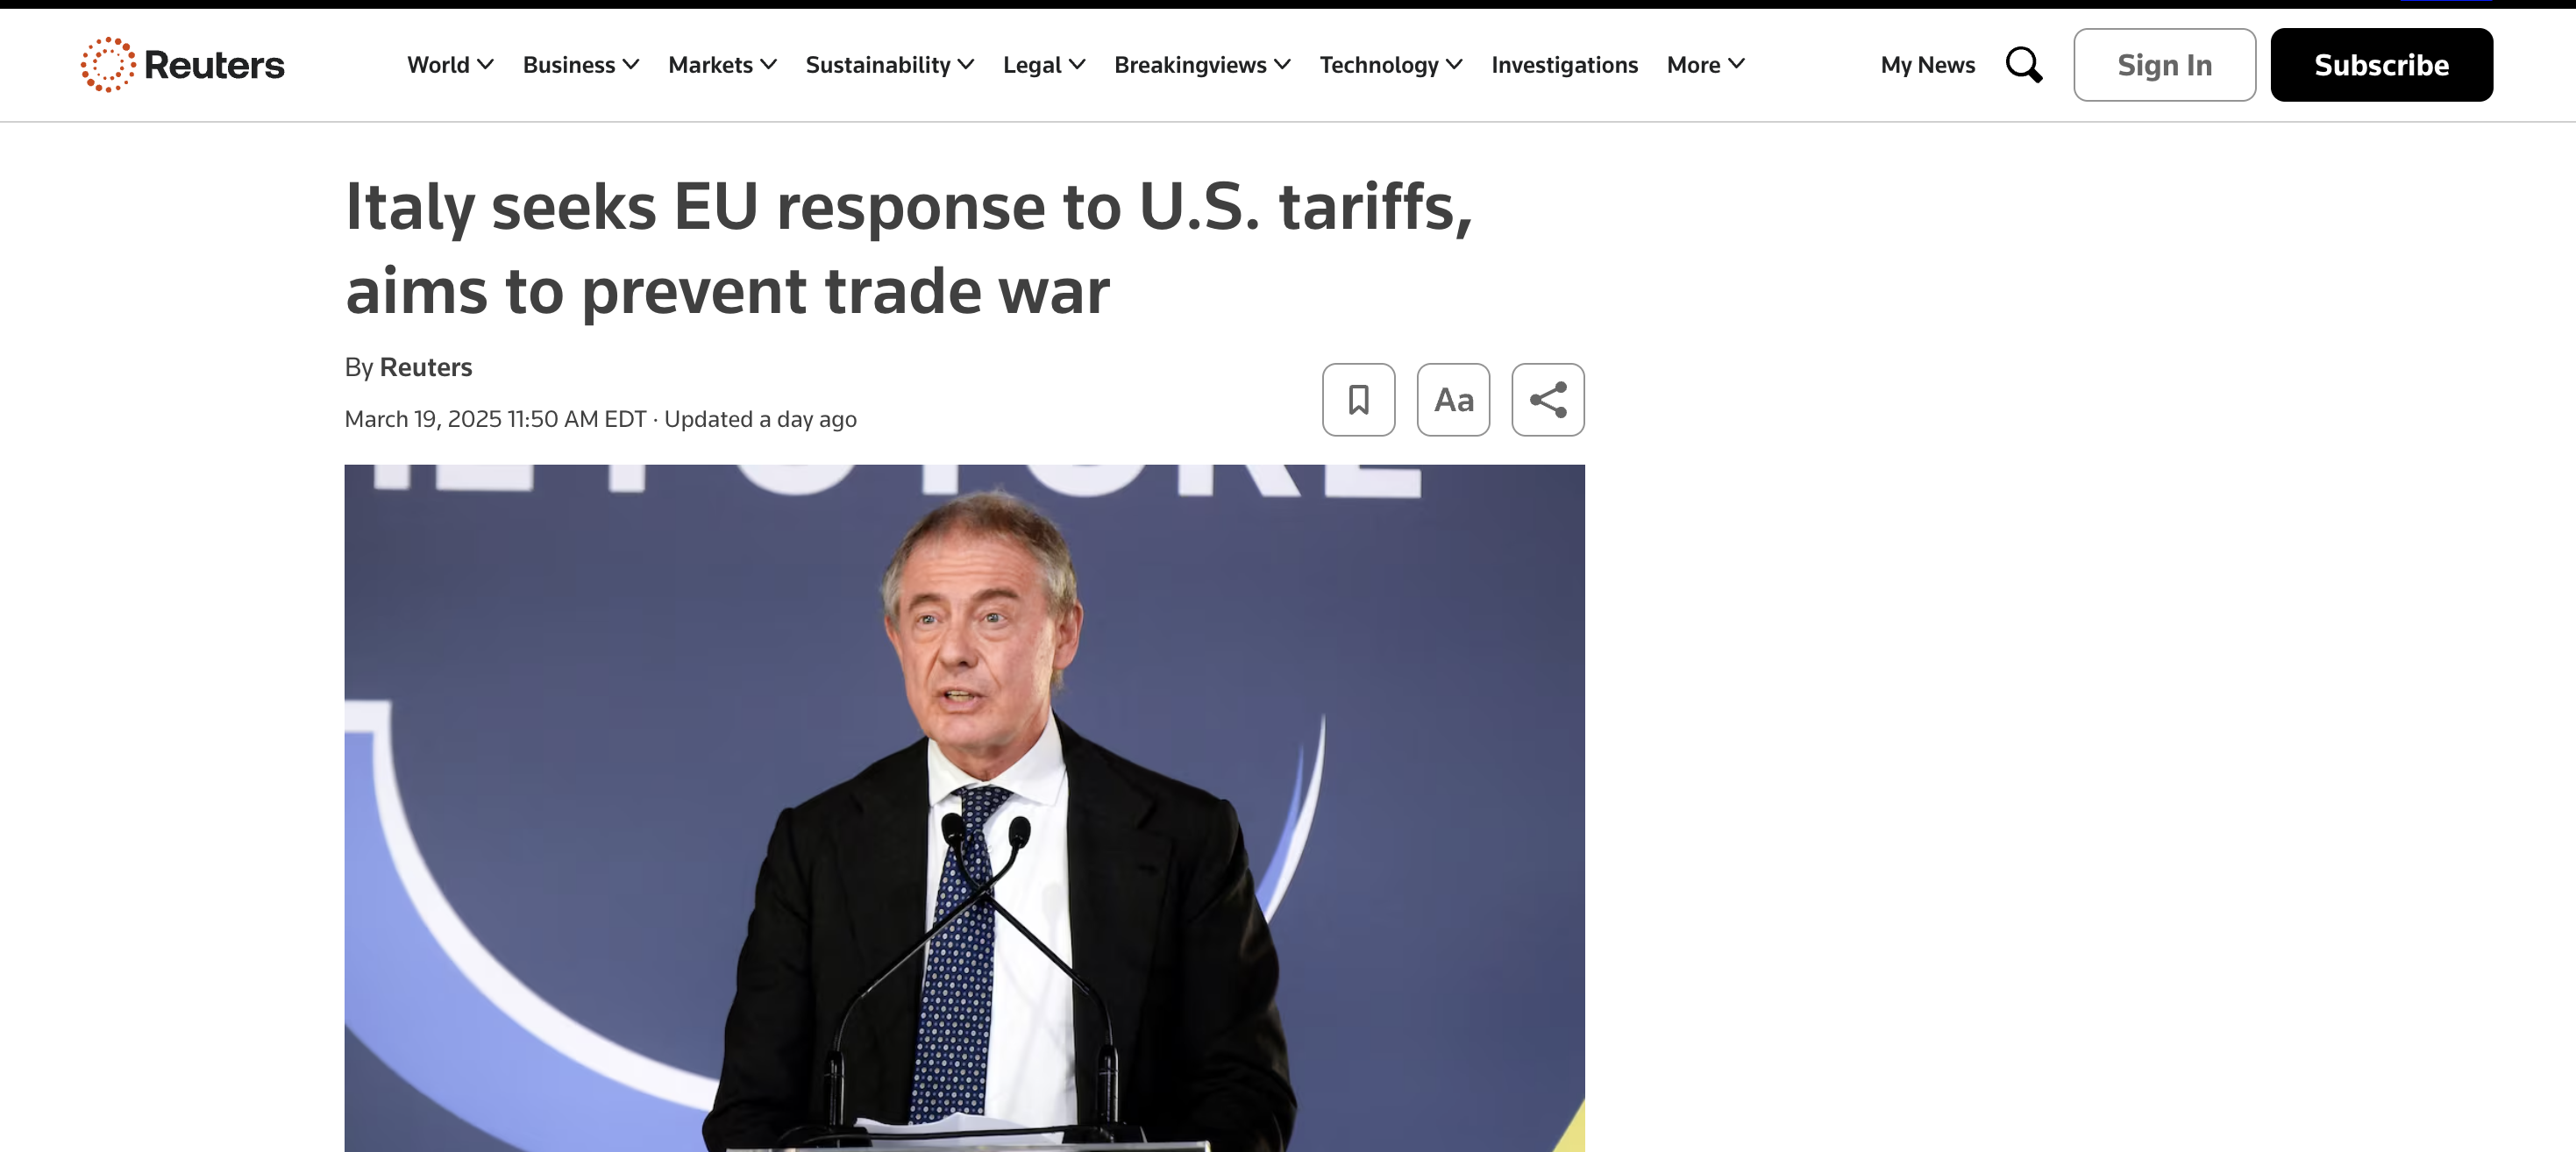 Reuters
World
Business
Markets
Sustainability
Legal
Breakingviews
Technology
Investigations
More
My News
Sign In
Subscribe
Italy seeks EU response to U.S. tariffs,
aims to prevent trade war
By Reuters
March 19, 2025 11:50 AM EDT · Updated a day ago
Aa